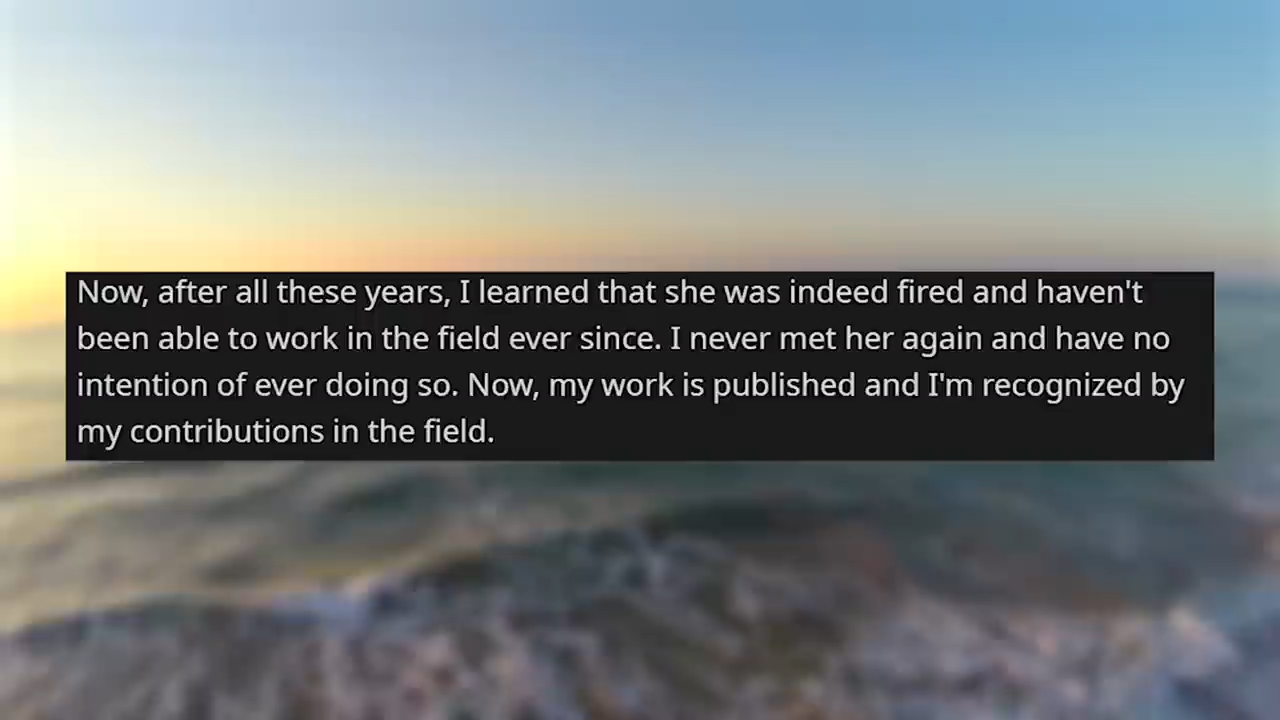 Now, after all these years, I learned that she was indeed fired and haven't
been able to work in the field ever since. I never met her again and have no
intention of ever doing so. Now, my work is published and I'm recognized by
my contributions in the field.